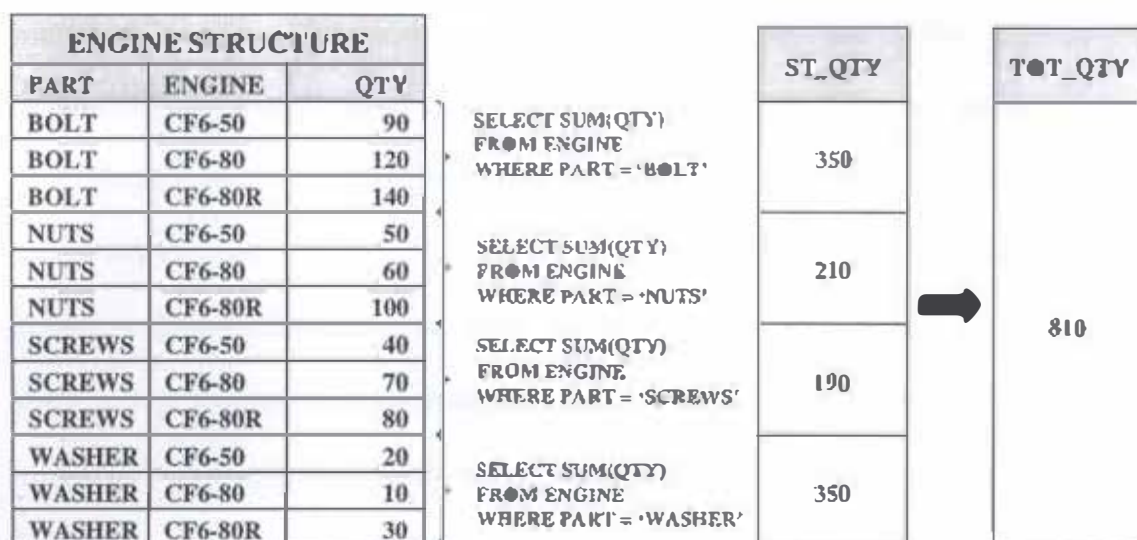 ENGINE STRUCTURE
PART ENGINE QTY
BOLT CF6-50 90
BOLT CF6-80 120
BOLT CF6-80R 140
NUTS CF6-50 50
NUTS CF6-80 60
NUTS CF6-80R 100
SCREWS CF6-50 40
SCREWS CF6-80 70
SCREWS CF6-80R 80
WASHER CF6-50 20
WASHER CF6-80 10
WASHER CF6-80R 30
SELECT SUM(QTY)
FROM ENGINE
WHERE PART = 'BOLT'
SELECT SUM(QTY)
FROM ENGINE
WHERE PART = 'NUTS'
SELECT SUM(QTY)
FROM ENGINE
WHERE PART = 'SCREWS'
SELECT SUM(QTY)
FROM ENGINE
WHERE PART = 'WASHER'
ST_QTY
350
210
190
350
TOT_QTY
810